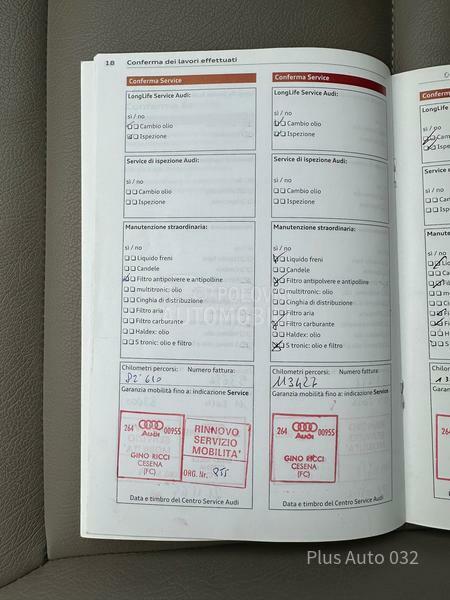 18 Conferma dei lavori effettuati
Conferma Service
LongLife Service Audi:
sì / no
Cambio olio
Ispezione
Service di ispezione Audi:
sì / no
Cambio olio
Ispezione
Manutenzione straordinaria:
sì / no
Liquido freni
Candele
Filtro antipolvere e antipolline
multitronic: olio
Cinghia di distribuzione
Filtro aria
Filtro carburante
Haldex: olio
S tronic: olio e filtro
Chilometri percorsi: Numero fattura:
82'610
Garanzia mobilità fino a: indicazione Service
264 00955
Audi
GINO RICCI
CESENA
(FC)
RINNOVO
SERVIZIO
MOBILITA'
ORG. Nr. 955
Data e timbro del Centro Service Audi
Conferma Service
LongLife Service Audi:
sì / no
Cambio olio
Ispezione
Service di ispezione Audi:
sì / no
Cambio olio
Ispezione
Manutenzione straordinaria:
sì / no
Liquido freni
Candele
Filtro antipolvere e antipolline
multitronic: olio
Cinghia di distribuzione
Filtro aria
Filtro carburante
Haldex: olio
S tronic: olio e filtro
Chilometri percorsi: Numero fattura:
113427
Garanzia mobilità fino a: indicazione Service
264 00955
Audi
GINO RICCI
CESENA
(FC)
Data e timbro del Centro Service Audi
Plus Auto 032